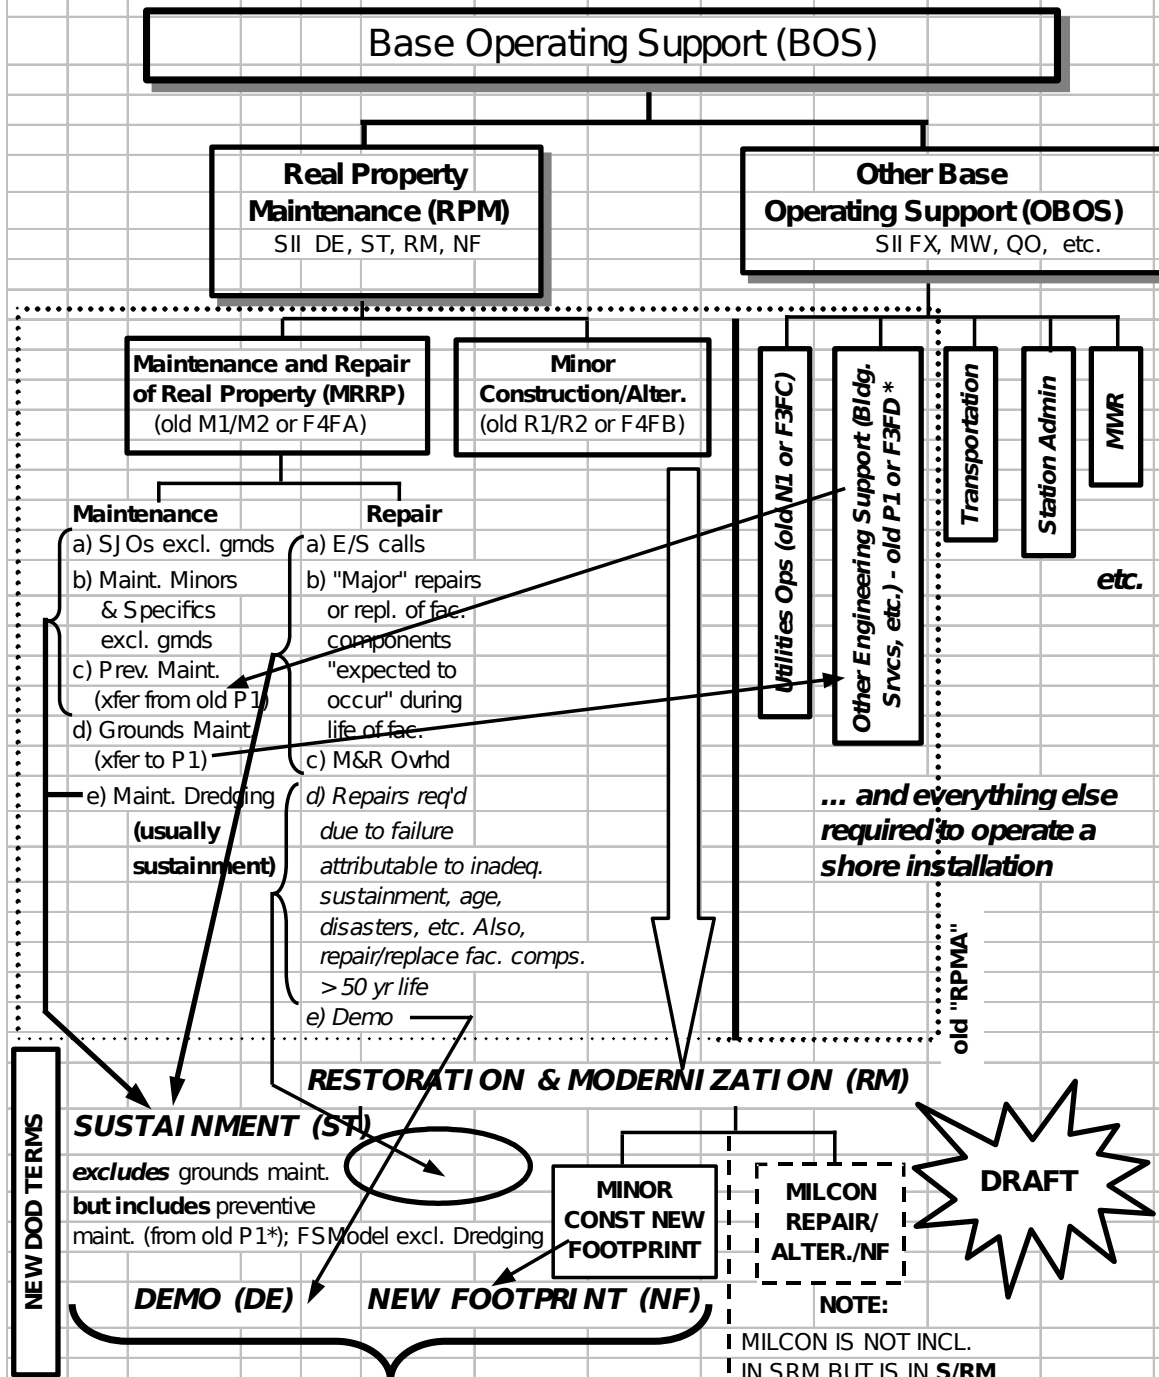 Base Operating Support (BOS)
Real Property
Maintenance (RPM)
SII DE, ST, RM, NF
Other Base
Operating Support (OBOS)
SII FX, MW, QO, etc.
Maintenance and Repair
of Real Property (MRRP)
(old M1/M2 or F4FA)
Minor
Construction/Alter.
(old R1/R2 or F4FB)
Utilities Ops (old N1 or F3FC)
Other Engineering Support (Bldg.
Srvcs, etc.) - old P1 or F3FD*
Transportation
Station Admin
MWR
etc.
Maintenance
a) SJOs excl. grnds
b) Maint. Minors
& Specifics
excl. grnds
c) Prev. Maint.
(xfer from old P1)
d) Grounds Maint.
(xfer to P1)
e) Maint. Dredging
(usually
sustainment)
Repair
a) E/S calls
b) "Major" repairs
or repl. of fac.
components
"expected to
occur" during
life of fac.
c) M&R Ovrhd
d) Repairs req'd
due to failure
attributable to inadeq.
sustainment, age,
disasters, etc. Also,
repair/replace fac. comps.
> 50 yr life
e) Demo
... and everything else
required to operate a
shore installation
old "RPMA"
NEW DOD TERMS
RESTORATION & MODERNIZATION (RM)
SUSTAINMENT (ST)
excludes grounds maint.
but includes preventive
maint. (from old P1*); FSModel excl. Dredging
MINOR
CONST NEW
FOOTPRINT
MILCON
REPAIR/
ALTER./NF
DRAFT
DEMO (DE)
NEW FOOTPRINT (NF)
NOTE:
MILCON IS NOT INCL.
IN SRM BUT IS IN S/RM